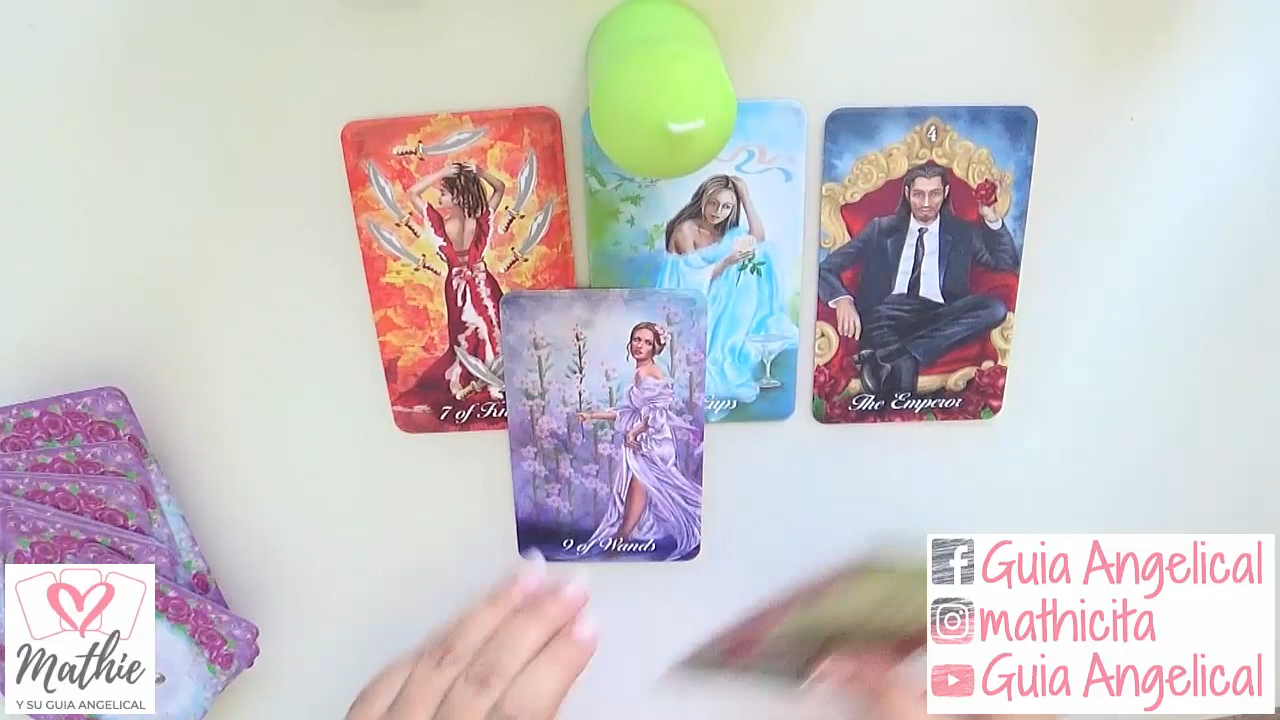 4
7 of
Cups
The Emperor
9 of Wands
Guia Angelical
mathicita
Guia Angelical
Mathie
Y SU GUIA ANGELICAL